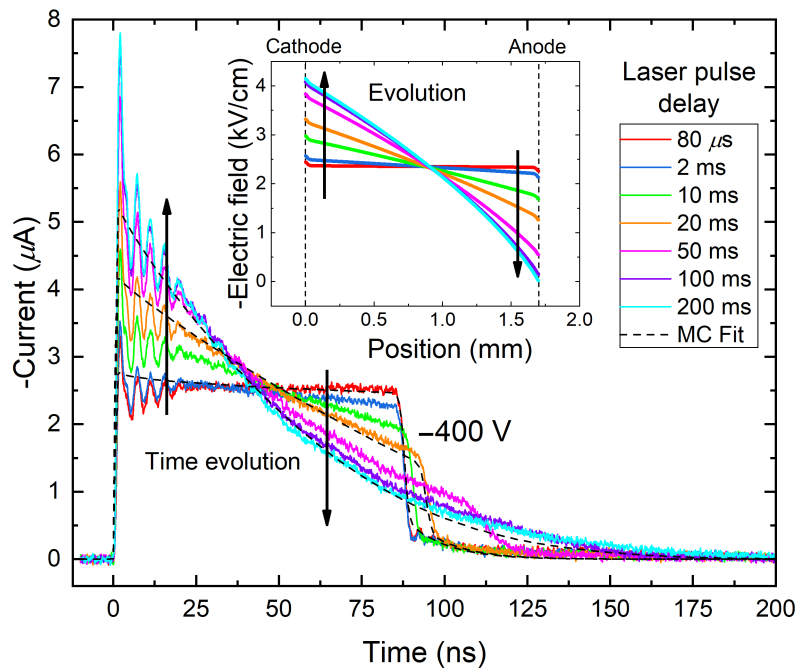 -Current (μA)
8
7
6
5
4
3
2
1
0
0 25 50 75 100 125 150 175 200
Time (ns)
Time evolution
−400 V
Cathode Anode
Evolution
-Electric field (kV/cm)
4
3
2
1
0
0.0 0.5 1.0 1.5 2.0
Position (mm)
Laser pulse
delay
80 μs
2 ms
10 ms
20 ms
50 ms
100 ms
200 ms
MC Fit